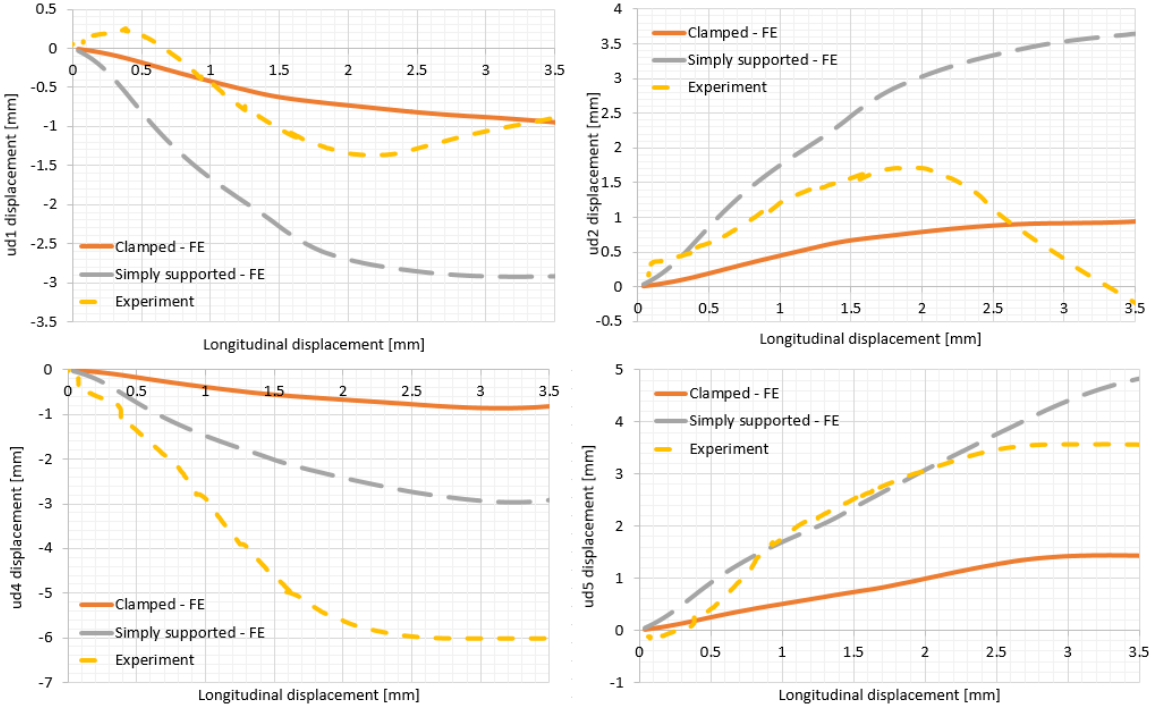 0.5
0
0 0.5 1 1.5 2 2.5 3 3.5
-0.5
-1
-1.5
-2
-2.5
-3
-3.5
ud1 displacement [mm]
Clamped - FE
Simply supported - FE
Experiment
Longitudinal displacement [mm]
4
3.5
3
2.5
2
1.5
1
0.5
0
-0.5
0 0.5 1 1.5 2 2.5 3 3.5
ud2 displacement [mm]
Clamped - FE
Simply supported - FE
Experiment
Longitudinal displacement [mm]
0
0 0.5 1 1.5 2 2.5 3 3.5
-1
-2
-3
-4
-5
-6
-7
ud4 displacement [mm]
Clamped - FE
Simply supported - FE
Experiment
Longitudinal displacement [mm]
5
4
3
2
1
0
-1
0 0.5 1 1.5 2 2.5 3 3.5
ud5 displacement [mm]
Clamped - FE
Simply supported - FE
Experiment
Longitudinal displacement [mm]